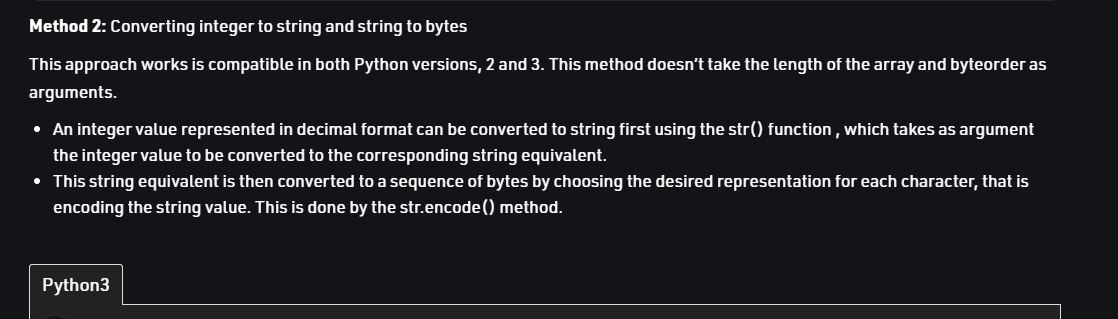 Method 2: Converting integer to string and string to bytes
This approach works is compatible in both Python versions, 2 and 3. This method doesn't take the length of the array and byteorder as
arguments.
• An integer value represented in decimal format can be converted to string first using the str() function , which takes as argument
the integer value to be converted to the corresponding string equivalent.
• This string equivalent is then converted to a sequence of bytes by choosing the desired representation for each character, that is
encoding the string value. This is done by the str.encode() method.
Python3